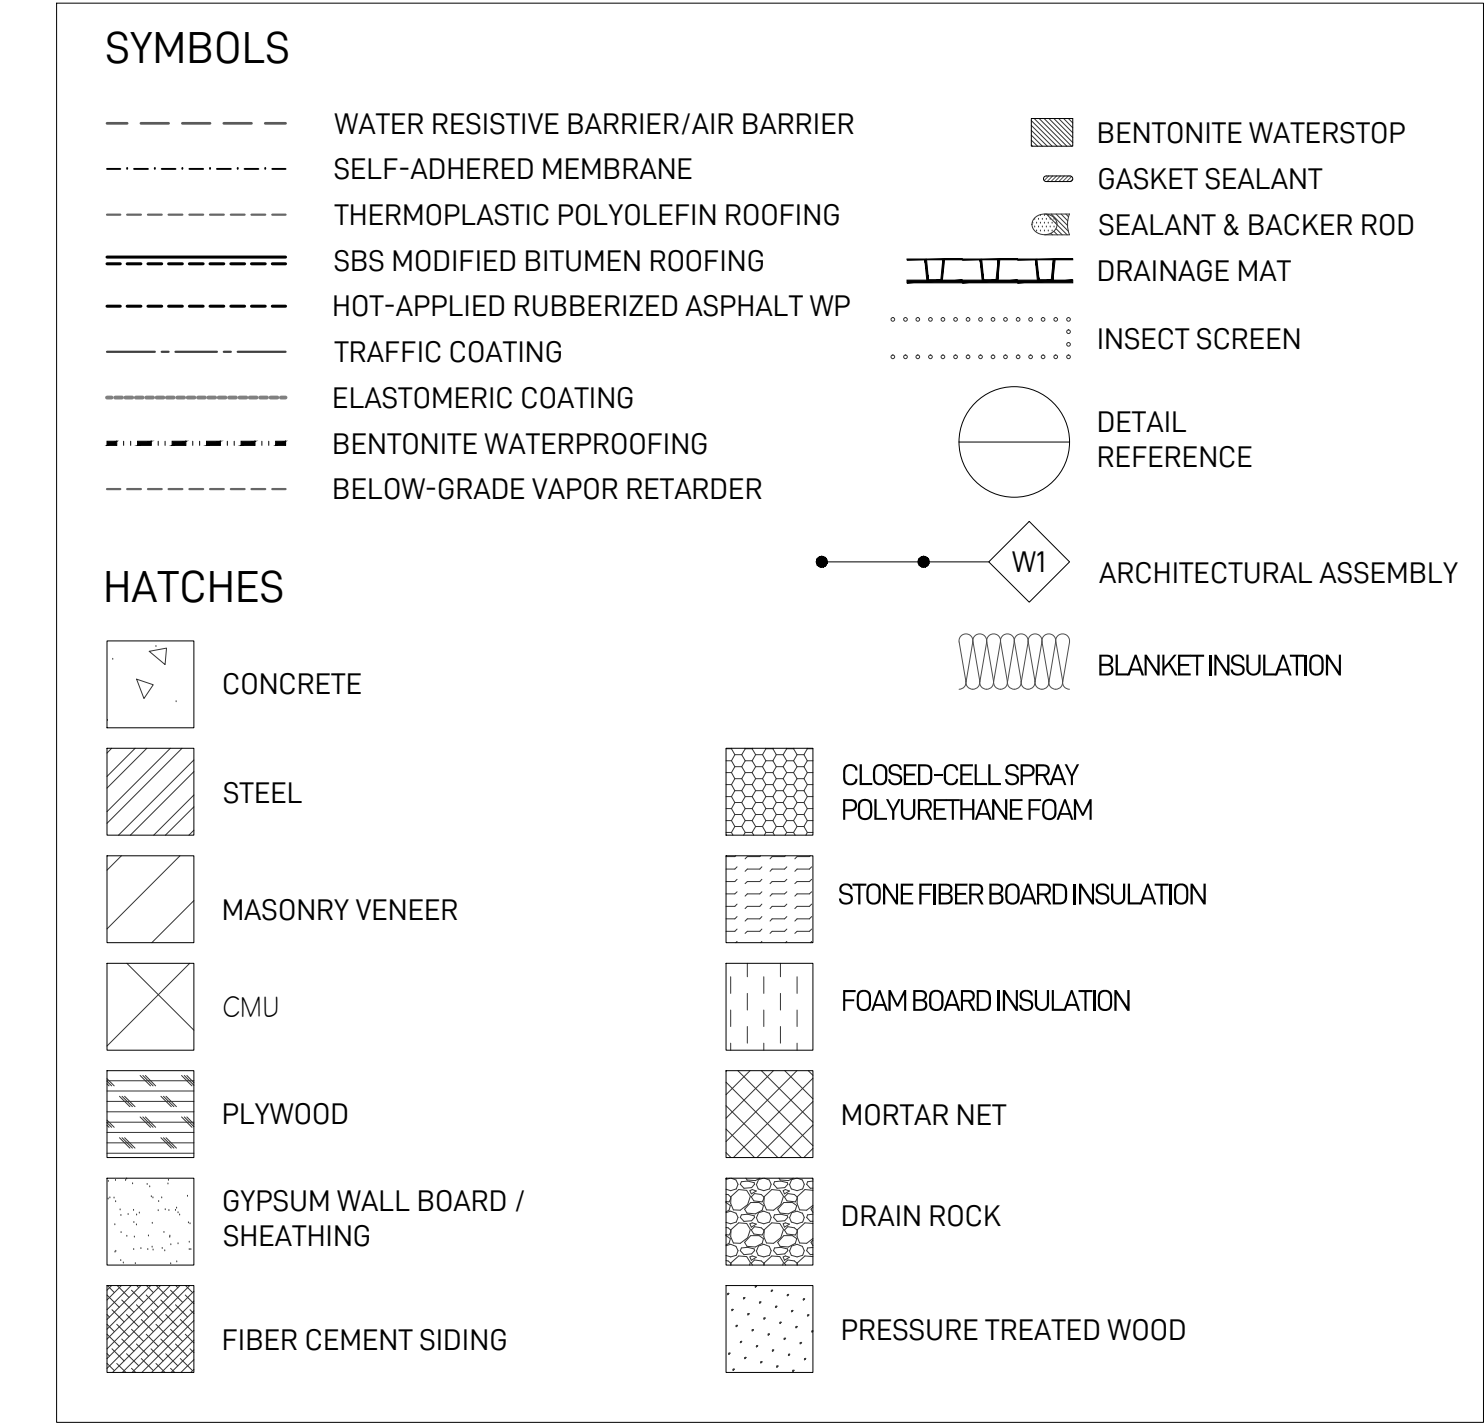 SYMBOLS
WATER RESISTIVE BARRIER/AIR BARRIER
SELF-ADHERED MEMBRANE
THERMOPLASTIC POLYOLEFIN ROOFING
SBS MODIFIED BITUMEN ROOFING
HOT-APPLIED RUBBERIZED ASPHALT WP
TRAFFIC COATING
ELASTOMERIC COATING
BENTONITE WATERPROOFING
BELOW-GRADE VAPOR RETARDER
BENTONITE WATERSTOP
GASKET SEALANT
SEALANT & BACKER ROD
DRAINAGE MAT
INSECT SCREEN
DETAIL
REFERENCE
W1
ARCHITECTURAL ASSEMBLY
BLANKET INSULATION
HATCHES
CONCRETE
STEEL
MASONRY VENEER
CMU
PLYWOOD
GYPSUM WALL BOARD /
SHEATHING
FIBER CEMENT SIDING
CLOSED-CELL SPRAY
POLYURETHANE FOAM
STONE FIBER BOARD INSULATION
FOAM BOARD INSULATION
MORTAR NET
DRAIN ROCK
PRESSURE TREATED WOOD